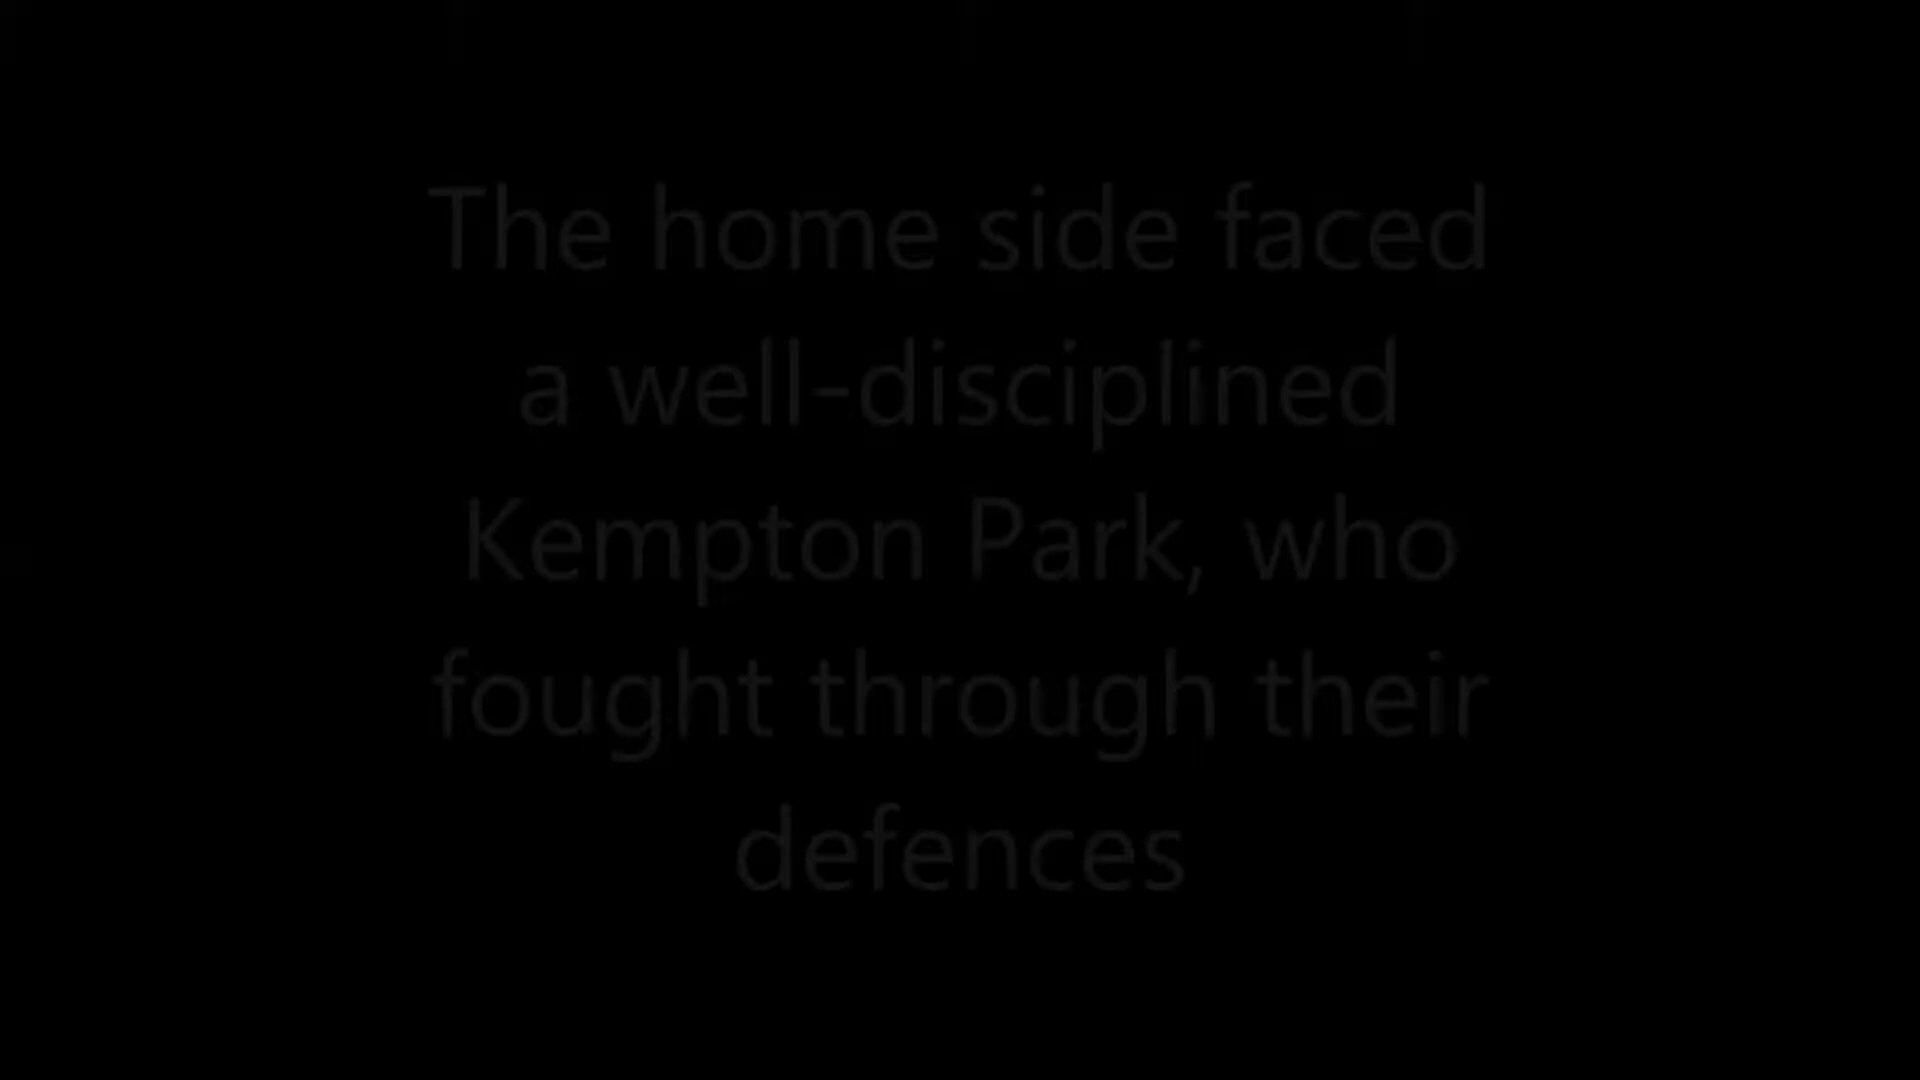 The home side faced
a well-disciplined
Kempton Park, who
fought through their
defences